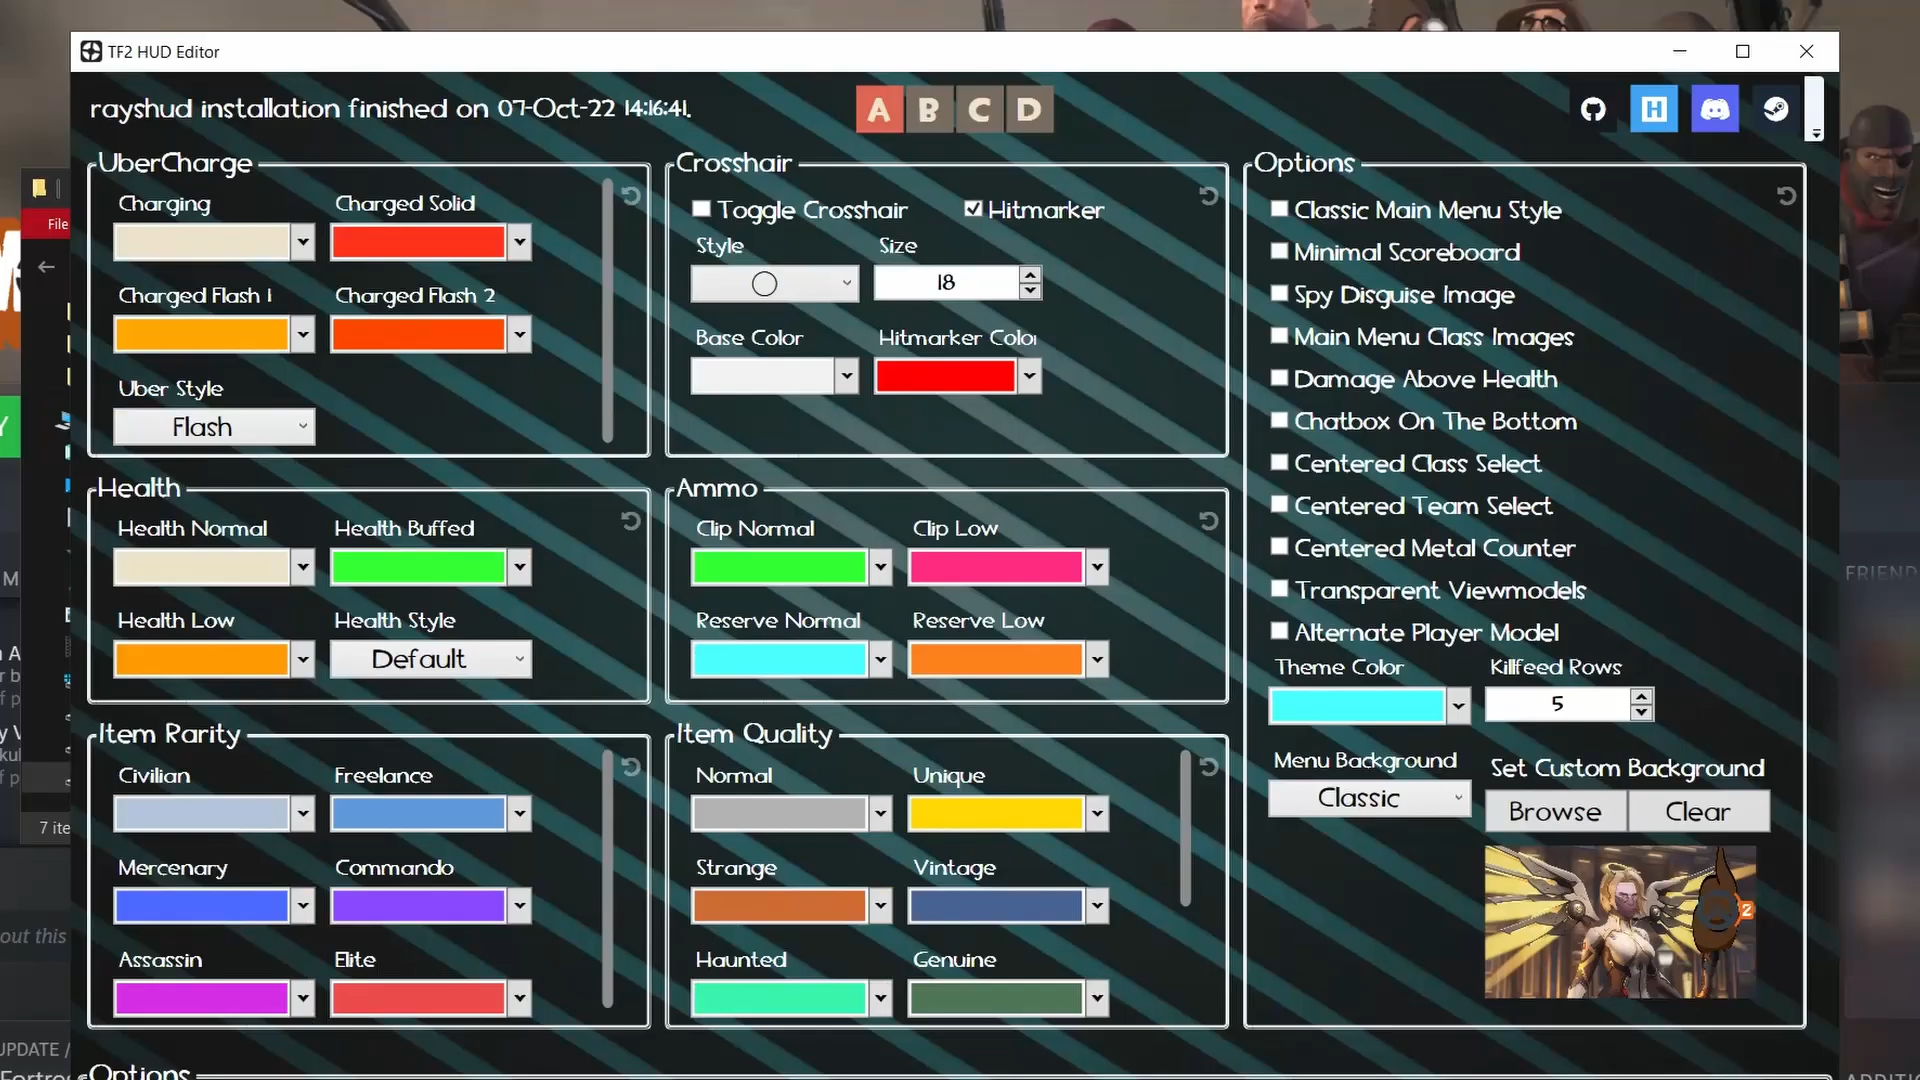 TF2 HUD Editor
rayshud installation finished on 07-Oct-22 14:16:41.
A B C D
H
File
UberCharge
Charging
Charged Solid
Charged Flash 1
Charged Flash 2
Uber Style
Flash
Crosshair
Toggle Crosshair
Hitmarker
Style
Size
18
Base Color
Hitmarker Color
Options
Classic Main Menu Style
Minimal Scoreboard
Spy Disguise Image
Main Menu Class Images
Damage Above Health
Chatbox On The Bottom
Centered Class Select
Centered Team Select
Centered Metal Counter
Transparent Viewmodels
Alternate Player Model
Theme Color
Killfeed Rows
5
Menu Background
Classic
Set Custom Background
Browse
Clear
2
Health
Health Normal
Health Buffed
Health Low
Health Style
Default
Ammo
Clip Normal
Clip Low
Reserve Normal
Reserve Low
Item Rarity
Civilian
Freelance
Mercenary
Commando
Assassin
Elite
Item Quality
Normal
Unique
Strange
Vintage
Haunted
Genuine
7 ite
out this
UPDATE /
Options
FRIEND